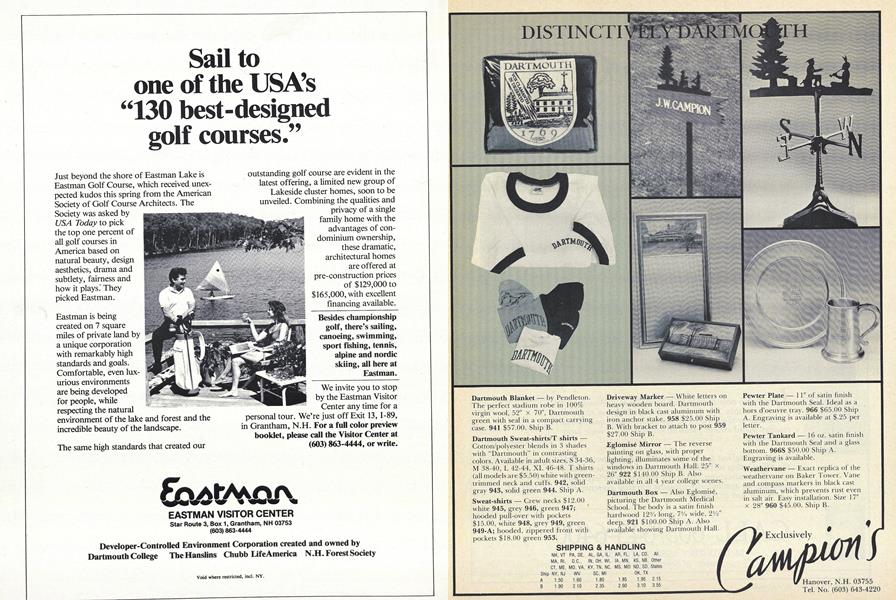 Sail to
one of the USA's
“130 best-designed
golf courses.”
Just beyond the shore of Eastman Lake is
Eastman Golf Course, which received unex-
pected kudos this spring from the American
Society of Golf Course Architects. The
Society was asked by
USA Today to pick
the top one percent of
all golf courses in
America based on
natural beauty, design
aesthetics, drama and
subtlety, fairness and
how it plays. They
picked Eastman.
Eastman is being
created on 7 square
miles of private land by
a unique corporation
with remarkably high
standards and goals.
Comfortable, even lux-
urious environments
are being developed
for people, while
respecting the natural
environment of the lake and forest and the
incredible beauty of the landscape.
The same high standards that created our
outstanding golf course are evident in the
latest offering, a limited new group of
Lakeside cluster homes, soon to be
unveiled. Combining the qualities and
privacy of a single
family home with the
advantages of con-
dominium ownership,
these dramatic,
architectural homes
are offered at
pre-construction prices
of $129,000 to
$165,000, with excellent
financing available.
Besides championship
golf, there's sailing,
canoeing, swimming,
sport fishing, tennis,
alpine and nordic
skiing, all here at
Eastman.
We invite you to stop
by the Eastman Visitor
Center any time for a
personal tour. We're just off Exit 13, I-89,
in Grantham, N.H. For a full color preview
booklet, please call the Visitor Center at
(603) 863-4444, or write.
Eastman
EASTMAN VISITOR CENTER
Star Route 3, Box 1, Grantham, NH 03753
(603) 863-4444
Developer-Controlled Environment Corporation created and owned by
Dartmouth College The Hanslins Chubb LifeAmerica N.H. Forest Society
Void where restricted, incl. NY.
DISTINCTIVELY DARTMOUTH
DARTMOUTH
1769
J.W. CAMPION
S W
N
DARTMOUTH
DARTMOUTH
DARTMOUTH
Dartmouth Blanket — by Pendleton.
The perfect stadium robe in 100%
virgin wool, 52" × 70", Dartmouth
green with seal in a compact carrying
case. 941 $57.00. Ship B.
Dartmouth Sweat-shirts/T shirts —
Cotton/polyester blends in 3 shades
with “Dartmouth” in contrasting
colors. Available in adult sizes, S 34-36,
M 38-40, L 42-44, XL 46-48. T shirts
(all models are $5.50) white with green-
trimmed neck and cuffs. 942, solid
gray 943, solid green 944. Ship A.
Sweat-shirts — Crew necks $12.00
white 945, grey 946, green 947;
hooded pull-over with pockets
$15.00, white 948, grey 949, green
949-A; hooded, zippered front with
pockets $18.00 green 953.
Driveway Marker — White letters on
heavy wooden board. Dartmouth
design in black cast aluminum with
iron anchor stake. 958 $25.00 Ship
B. With bracket to attach to post 959
$27.00 Ship B.
Eglomisé Mirror — The reverse
painting on glass, with proper
lighting, illuminates some of the
windows in Dartmouth Hall. 25" ×
26" 922 $140.00 Ship B. Also
available in all 4 year college scenes.
Dartmouth Box — Also Eglomisé,
picturing the Dartmouth Medical
School. The body is a satin finish
hardwood 12¾ long, 7¾ wide, 2½"
deep. 921 $100.00 Ship A. Also
available showing Dartmouth Hall.
Pewter Plate — 11" of satin finish
with the Dartmouth Seal. Ideal as a
hors d'oeuvre tray. 966 $65.00 Ship
A. Engraving available at $.25 per
letter.
Pewter Tankard — 16 oz. satin finish
with the Dartmouth Seal and a glass
bottom. 966S $50.00 Ship A.
Engraving is available.
Weathervane — Exact replica of the
weathervane on Baker Tower. Vane
and compass markers in black cast
aluminum, which prevents rust even
in salt air. Easy installation. Size 17"
× 28" 960 $45.00. Ship B.
SHIPPING & HANDLING
Exclusively
Campion's
Hanover, N.H. 03755
Tel. No. (603) 643-4220